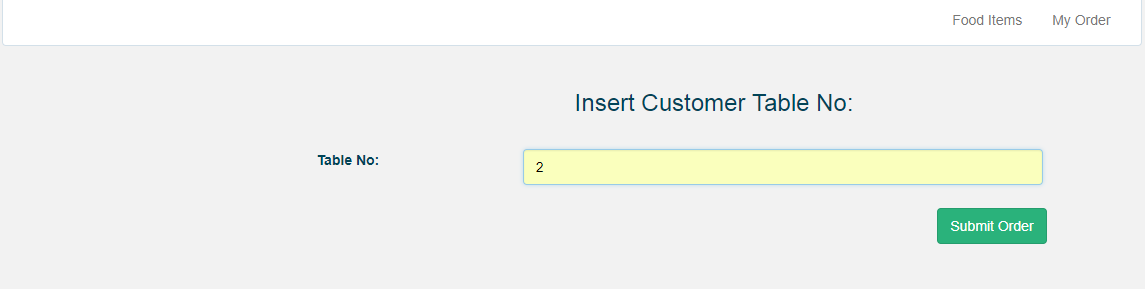 Food Items My Order
Insert Customer Table No:
Table No: 2
Submit Order